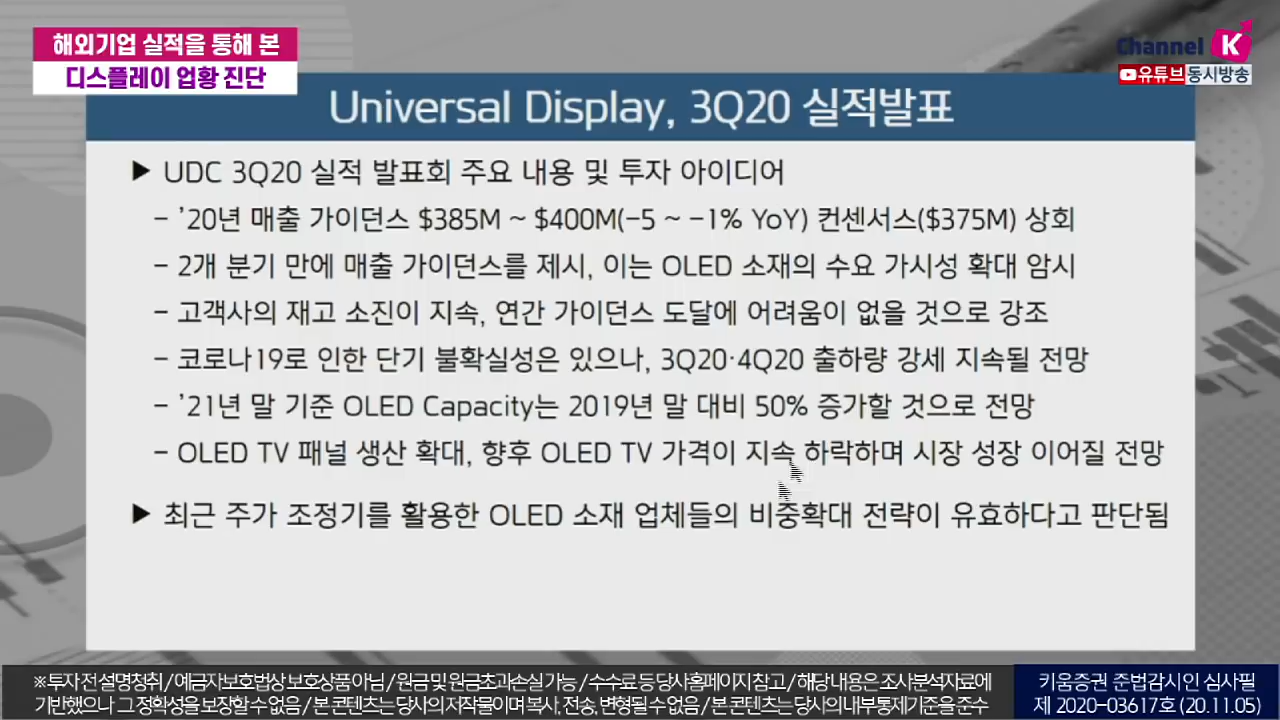 해외기업 실적을 통해 본
디스플레이 업황 진단
Channel K
유튜브 동시방송
Universal Display, 3Q20 실적발표
▶ UDC 3Q20 실적 발표회 주요 내용 및 투자 아이디어
– ’20년 매출 가이던스 $385M ~ $400M(-5 ~ -1% YoY) 컨센서스($375M) 상회
– 2개 분기 만에 매출 가이던스를 제시, 이는 OLED 소재의 수요 가시성 확대 암시
– 고객사의 재고 소진이 지속, 연간 가이던스 도달에 어려움이 없을 것으로 강조
– 코로나19로 인한 단기 불확실성은 있으나, 3Q20·4Q20 출하량 강세 지속될 전망
– ’21년 말 기준 OLED Capacity는 2019년 말 대비 50% 증가할 것으로 전망
– OLED TV 패널 생산 확대, 향후 OLED TV 가격이 지속 하락하며 시장 성장 이어질 전망
▶ 최근 주가 조정기를 활용한 OLED 소재 업체들의 비중확대 전략이 유효하다고 판단됨
※ 투자 전 설명청취 / 예금자보호법상 보호상품 아님 / 원금 및 원금초과손실 가능 / 수수료 등 당사홈페이지 참고 / 해당 내용은 조사분석자료에
기반했으나 그 정확성을 보장할 수 없음 / 본 콘텐츠는 당사의 저작물이며 복사, 전송, 변형될 수 없음 / 본 콘텐츠는 당사의 내부통제기준을 준수
키움증권 준법감시인 심사필
제 2020-03617호 (20.11.05)